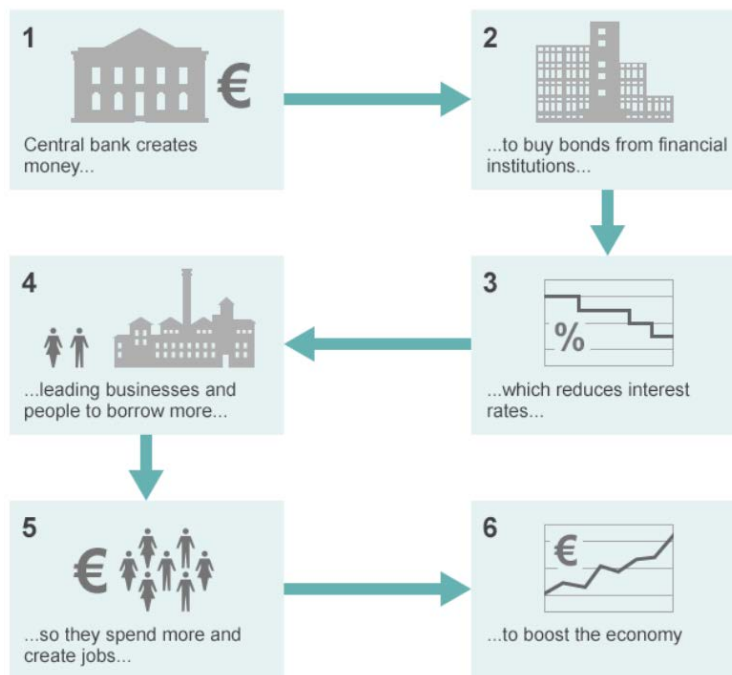 1
€
Central bank creates
money...
2
...to buy bonds from financial
institutions...
3
%
...which reduces interest
rates...
4
...leading businesses and
people to borrow more...
5
€
...so they spend more and
create jobs...
6
€
...to boost the economy